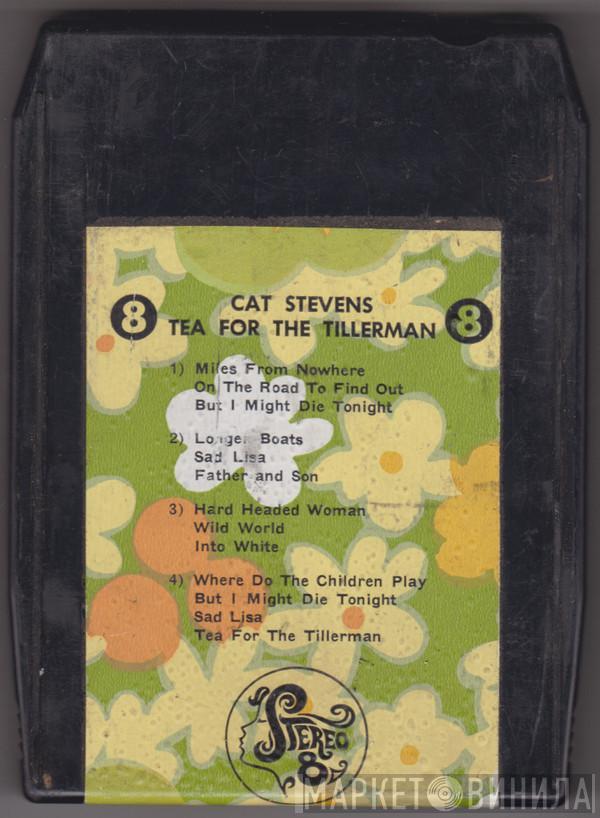 8 CAT STEVENS 8
TEA FOR THE TILLERMAN
1) Miles From Nowhere
On The Road To Find Out
But I Might Die Tonight
2) Longer Boats
Sad Lisa
Father and Son
3) Hard Headed Woman
Wild World
Into White
4) Where Do The Children Play
But I Might Die Tonight
Sad Lisa
Tea For The Tillerman
STEREO
8
МАРКЕТ ВИНИЛА